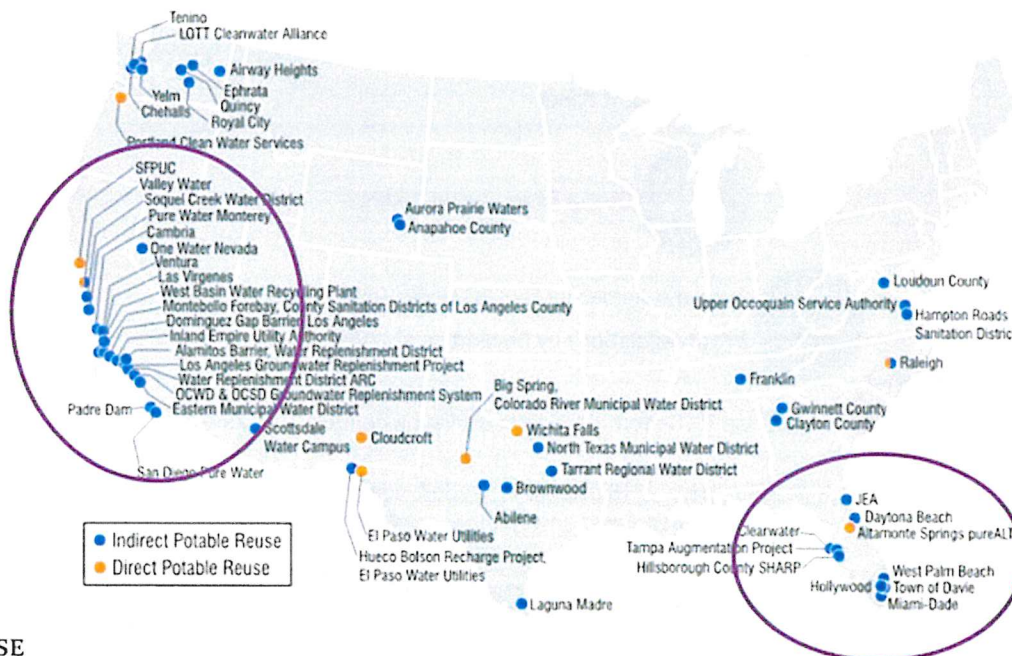 Tenino
LOTT Clearwater Alliance
Airway Heights
Ephrata
Yelm
Quincy
Chehalls
Royal City
Portland Clean Water Services
SFPUC
Valley Water
Soquel Creek Water District
Pure Water Monterey
Cambria
One Water Nevada
Ventura
Las Virgenes
West Basin Water Recycling Plant
Montebello Forebay, County Sanitation Districts of Los Angeles County
Dominguez Gap Barrier, Los Angeles
Inland Empire Utility Authority
Alamitos Barrier, Water Replenishment District
Los Angeles Groundwater Replenishment Project
Water Replenishment District ARC
OCWD & OCSD Groundwater Replenishment System
Eastern Municipal Water District
Padre Dam
San Diego Pure Water
Scottsdale
Water Campus
Aurora Prairie Waters
Anapahoe County
Cloudcroft
Biig Spring,
Colorado River Municipal Water District
Wichita Falls
North Texas Municipal Water District
Tarrant Regional Water District
Brownwood
Abilene
El Paso Water Utilities
Hueco Bolson Recharge Project,
El Paso Water Utilities
Laguna Madre
Loudoun County
Upper Occoquain Service Authority
Hampton Roads
Sanitation Distric
Raleigh
Franklin
Gwinnett County
Clayton County
JEA
Daytona Beach
Altamonte Springs pureALT
Clearwater
Tampa Augmentation Project
Hillsborough County SHARP
West Palm Beach
Hollywood
Town of Davie
Miami-Dade
Indirect Potable Reuse
Direct Potable Reuse
SE